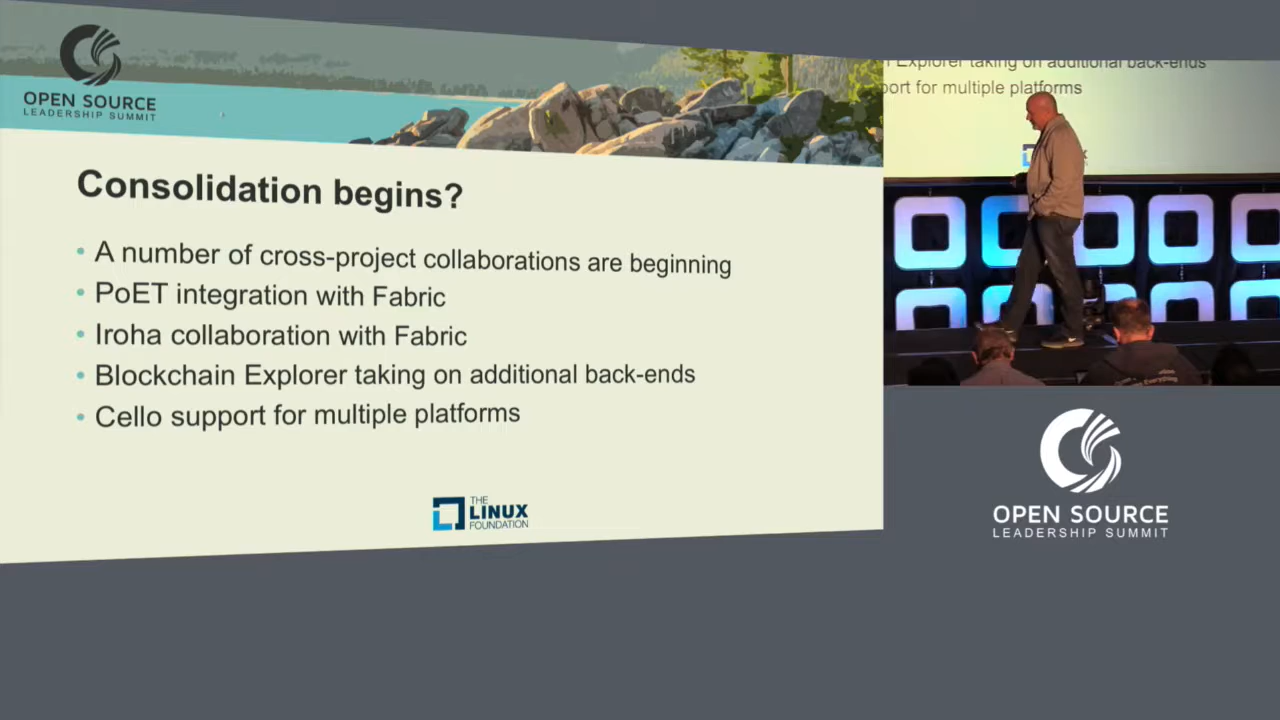 OPEN SOURCE
LEADERSHIP SUMMIT
Consolidation begins?
• A number of cross-project collaborations are beginning
• PoET integration with Fabric
• Iroha collaboration with Fabric
• Blockchain Explorer taking on additional back-ends
• Cello support for multiple platforms
THE
LINUX
FOUNDATION
Explorer taking on additional back-ends
port for multiple platforms
OPEN SOURCE
LEADERSHIP SUMMIT